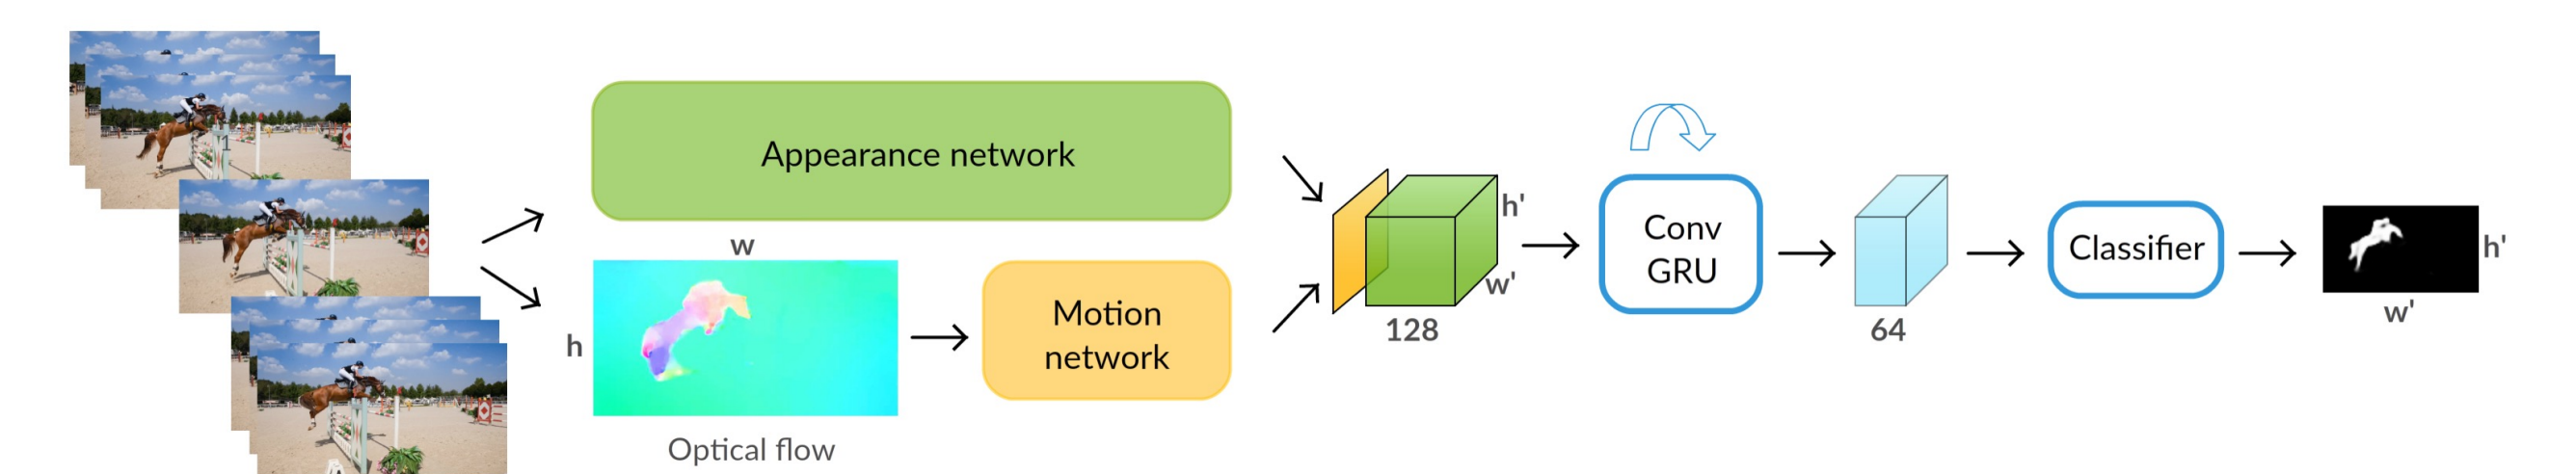 Appearance network
w
h
Optical flow
Motion
network
h'
w'
128
Conv
GRU
64
Classifier
h'
w'